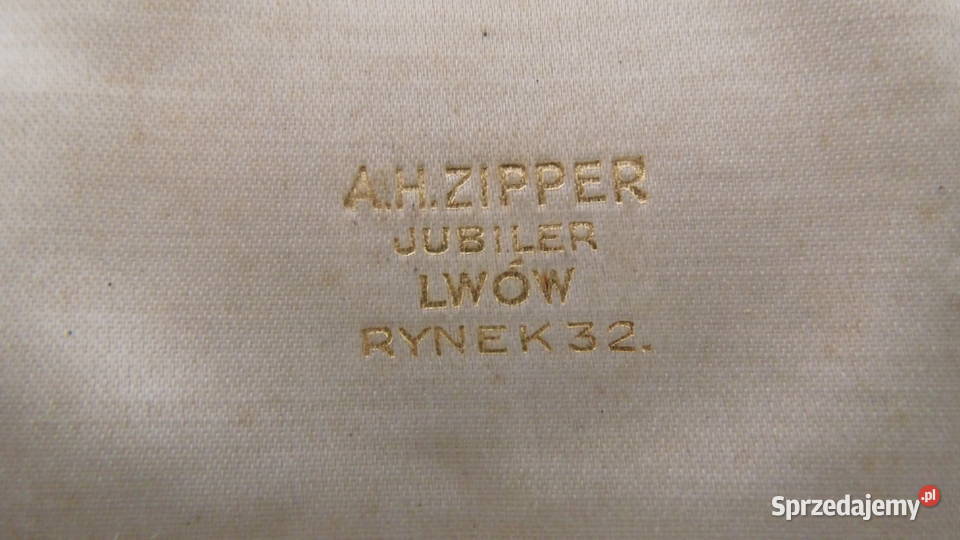 A.H.ZIPPER
JUBILER
LWÓW
RYNEK 32.
Sprzedajemy.pl